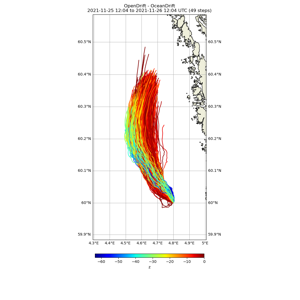 OpenDrift - OceanDrift
2021-11-25 12:04 to 2021-11-26 12:04 UTC (49 steps)
60.5°N
60.4°N
60.3°N
60.2°N
60.1°N
60°N
59.9°N
4.3°E 4.4°E 4.5°E 4.6°E 4.7°E 4.8°E 4.9°E 5°E
−60 −50 −40 −30 −20 −10 0
z